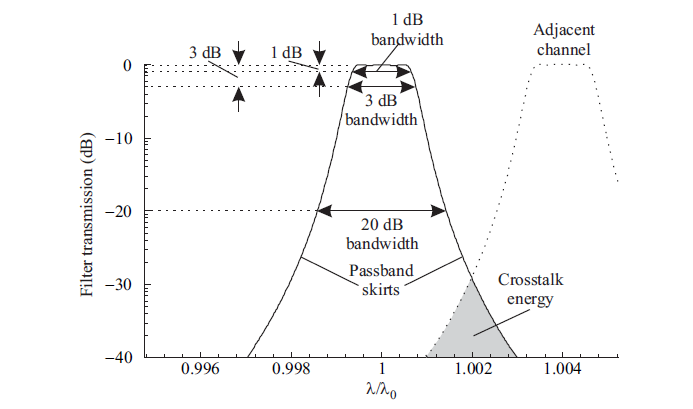 1 dB
bandwidth
Adjacent
channel
3 dB
1 dB
0
3 dB
bandwidth
−10
−20
20 dB
bandwidth
−30
Passband
skirts
Crosstalk
energy
−40
Filter transmission (dB)
0.996
0.998
1
1.002
1.004
λ/λ₀